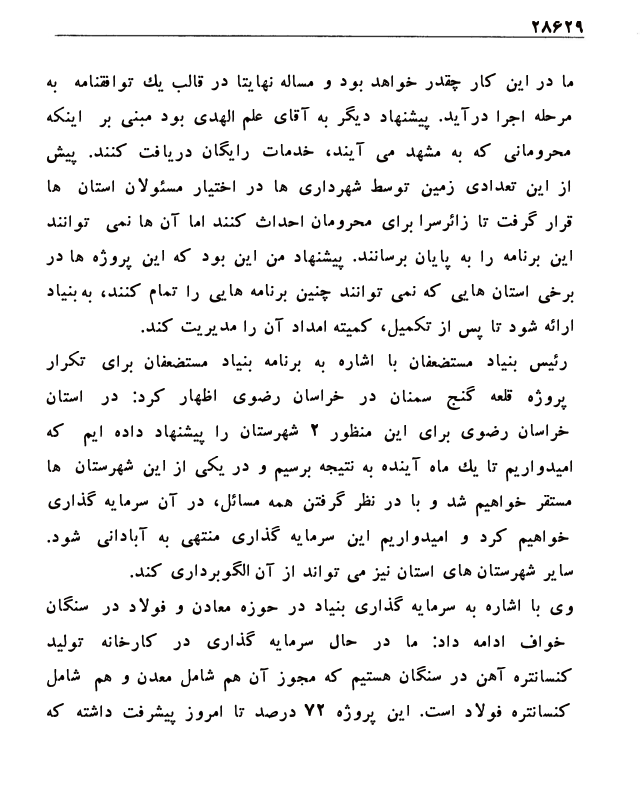 ۲۸۶۲۹
ما در این کار چقدر خواهد بود و مساله نهایتا در قالب یك توافقنامه به
مرحله اجرا درآید. پیشنهاد دیگر به آقای علم الهدی بود مبنی بر اینکه
محرومانی که به مشهد می آیند، خدمات رایگان دریافت کنند. پیش
از این تعدادی زمین توسط شهرداری ها در اختیار مسئولان استان ها
قرار گرفت تا زائرسرا برای محرومان احداث کنند اما آن ها نمی توانند
این برنامه را به پایان برسانند. پیشنهاد من این بود که این پروژه ها در
برخی استان هایی که نمی توانند چنین برنامه هایی را تمام کنند، به بنیاد
ارائه شود تا پس از تکمیل، کمیته امداد آن را مدیریت کند.
رئیس بنیاد مستضعفان با اشاره به برنامه بنیاد مستضعفان برای تکرار
پروژه قلعه گنج سمنان در خراسان رضوی اظهار کرد: در استان
خراسان رضوی برای این منظور ۲ شهرستان را پیشنهاد داده ایم که
امیدواریم تا یك ماه آینده به نتیجه برسیم و در یکی از این شهرستان ها
مستقر خواهیم شد و با در نظر گرفتن همه مسائل، در آن سرمایه گذاری
خواهیم کرد و امیدواریم این سرمایه گذاری منتهی به آبادانی شود.
سایر شهرستان های استان نیز می تواند از آن الگوبرداری کند.
وی با اشاره به سرمایه گذاری بنیاد در حوزه معادن و فولاد در سنگان
خواف ادامه داد: ما در حال سرمایه گذاری در کارخانه تولید
کنسانتره آهن در سنگان هستیم که مجوز آن هم شامل معدن و هم شامل
کنسانتره فولاد است. این پروژه ۷۲ درصد تا امروز پیشرفت داشته که